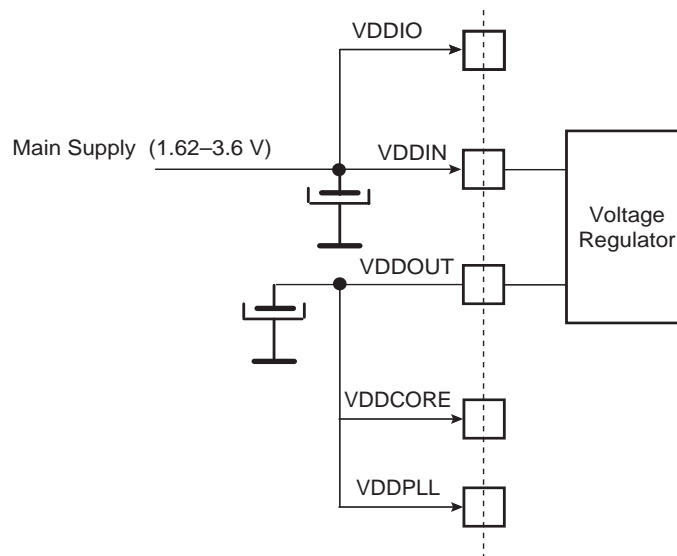 VDDIO
Main Supply (1.62–3.6 V)
VDDIN
Voltage
Regulator
VDDOUT
VDDCORE
VDDPLL